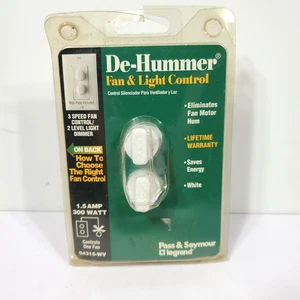 De-Hummer®
Fan & Light Control
Control Silenciador Para Ventilador y Luz
3 SPEED FAN
CONTROL/
2 LEVEL LIGHT
DIMMER
ON BACK
How To
Choose
The Right
Fan Control
1.5 AMP
200 WATT
Controls
One Fan
94315-WV
•Eliminates
Fan Motor
Hum
•LIFETIME
WARRANTY
•Saves
Energy
•White
Pass & Seymour
legrand®